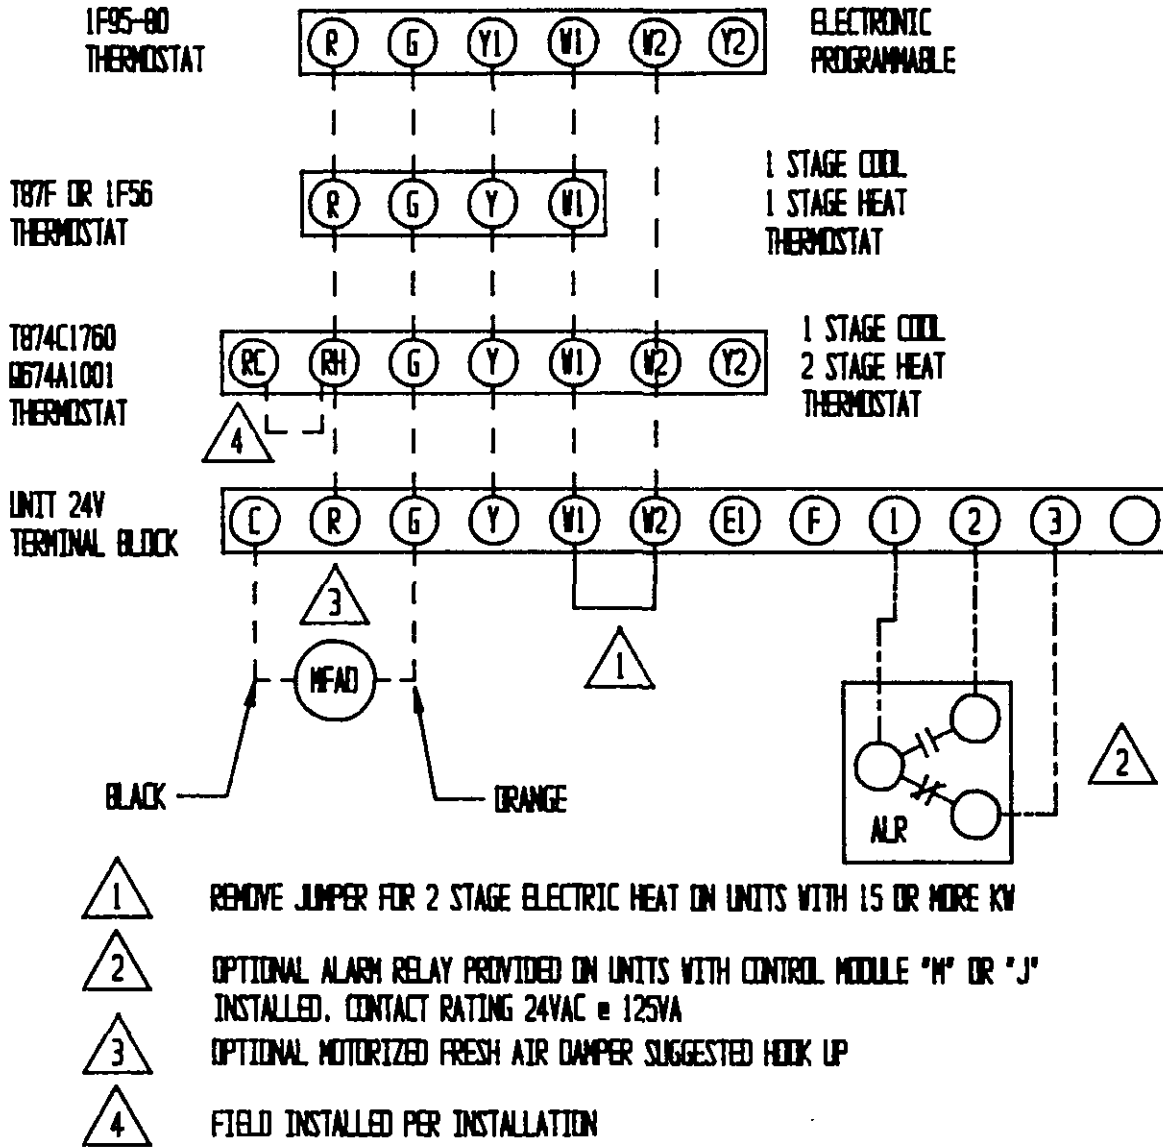 1F95-80
THERMOSTAT
R G Y1 W1 W2 Y2
ELECTRONIC
PROGRAMMABLE
T87F OR 1F56
THERMOSTAT
R G Y W1
1 STAGE COOL
1 STAGE HEAT
THERMOSTAT
T874C1760
Q674A1001
THERMOSTAT
RC RH G Y W1 W2 Y2
1 STAGE COOL
2 STAGE HEAT
THERMOSTAT
4
UNIT 24V
TERMINAL BLOCK
C R G Y W1 W2 E1 F 1 2 3
3
1
MFAD
2
BLACK
ORANGE
ALR
1 REMOVE JUMPER FOR 2 STAGE ELECTRIC HEAT ON UNITS WITH 15 OR MORE KW
2 OPTIONAL ALARM RELAY PROVIDED ON UNITS WITH CONTROL MODULE "M" OR "J"
INSTALLED. CONTACT RATING 24VAC @ 125VA
3 OPTIONAL MOTORIZED FRESH AIR DAMPER SUGGESTED HOOK UP
4 FIELD INSTALLED PER INSTALLATION